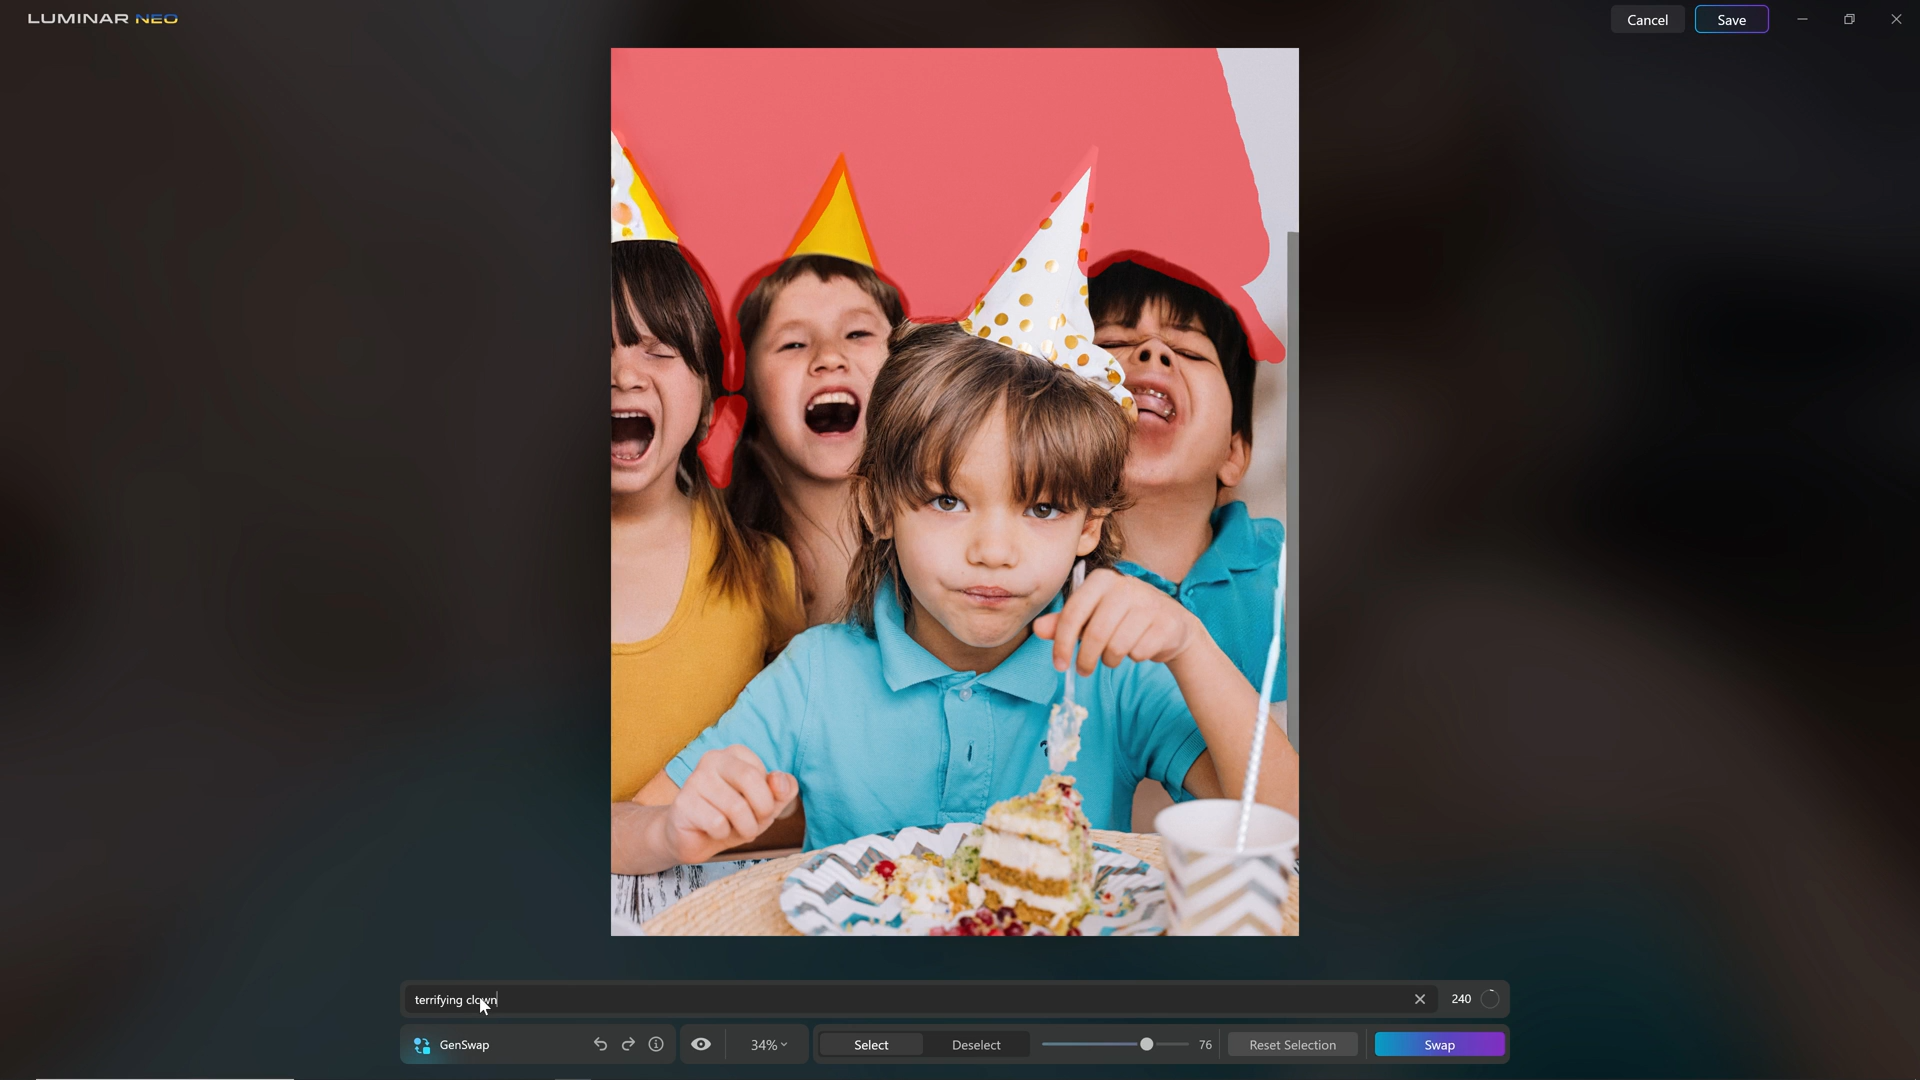 LUMINAR NEO
Cancel
Save
terrifying clown
240
GenSwap
34%
Select
Deselect
76
Reset Selection
Swap